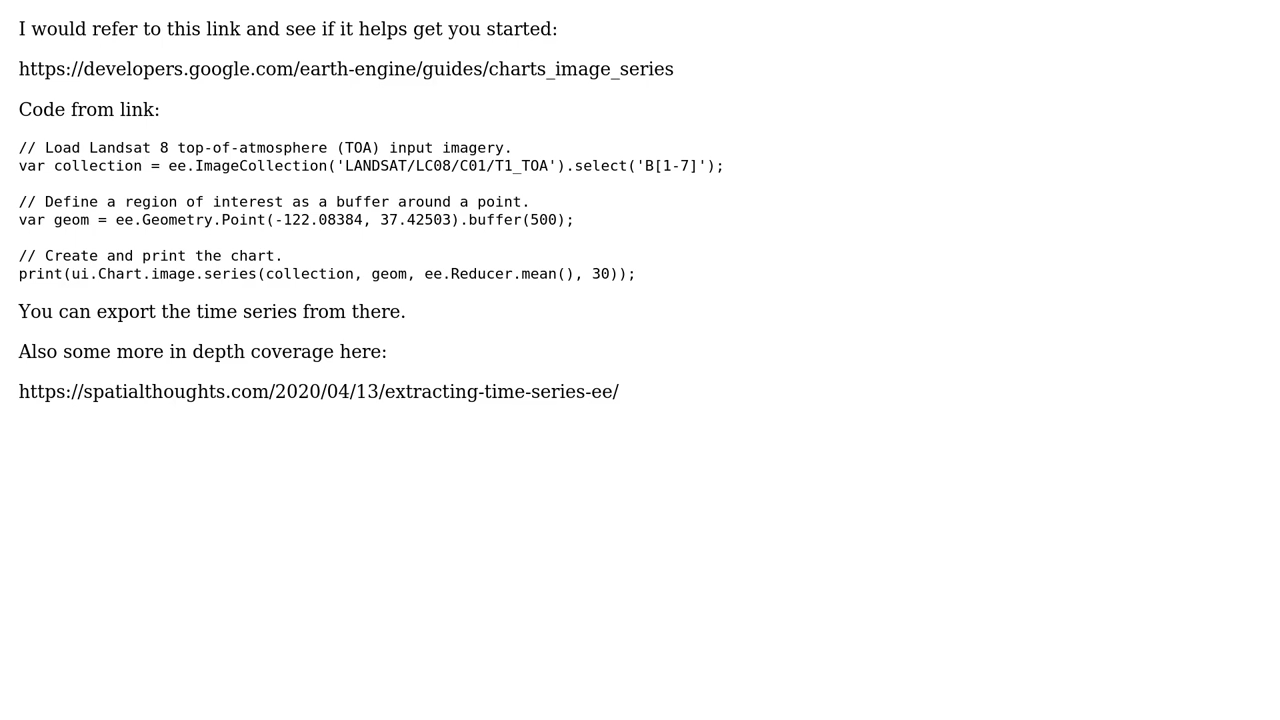 I would refer to this link and see if it helps get you started:
https://developers.google.com/earth-engine/guides/charts_image_series
Code from link:
// Load Landsat 8 top-of-atmosphere (TOA) input imagery.
var collection = ee.ImageCollection('LANDSAT/LC08/C01/T1_TOA').select('B[1-7]');
// Define a region of interest as a buffer around a point.
var geom = ee.Geometry.Point(-122.08384, 37.42503).buffer(500);
// Create and print the chart.
print(ui.Chart.image.series(collection, geom, ee.Reducer.mean(), 30));
You can export the time series from there.
Also some more in depth coverage here:
https://spatialthoughts.com/2020/04/13/extracting-time-series-ee/